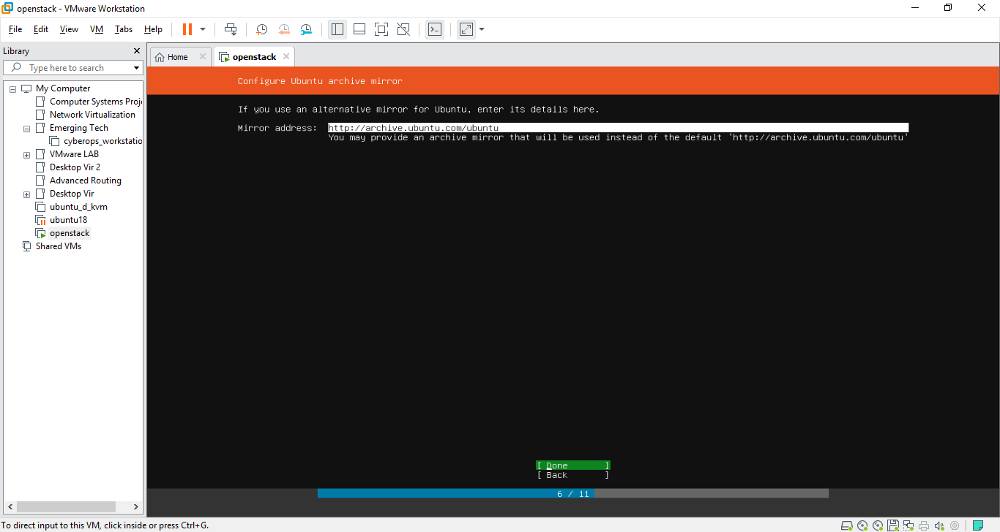 openstack - VMware Workstation
File Edit View VM Tabs Help
Library
Home
openstack
Type here to search
My Computer
Computer Systems Proj
Network Virtualization
Emerging Tech
cyberops_workstatio
VMware LAB
Desktop Vir 2
Advanced Routing
Desktop Vir
ubuntu_d_kvm
ubuntu18
openstack
Shared VMs
Configure Ubuntu archive mirror
If you use an alternative mirror for Ubuntu, enter its details here.
Mirror address: http://archive.ubuntu.com/ubuntu
You may provide an archive mirror that will be used instead of the default 'http://archive.ubuntu.com/ubuntu'
[ Done ]
[ Back ]
6 / 11
To direct input to this VM, click inside or press Ctrl+G.